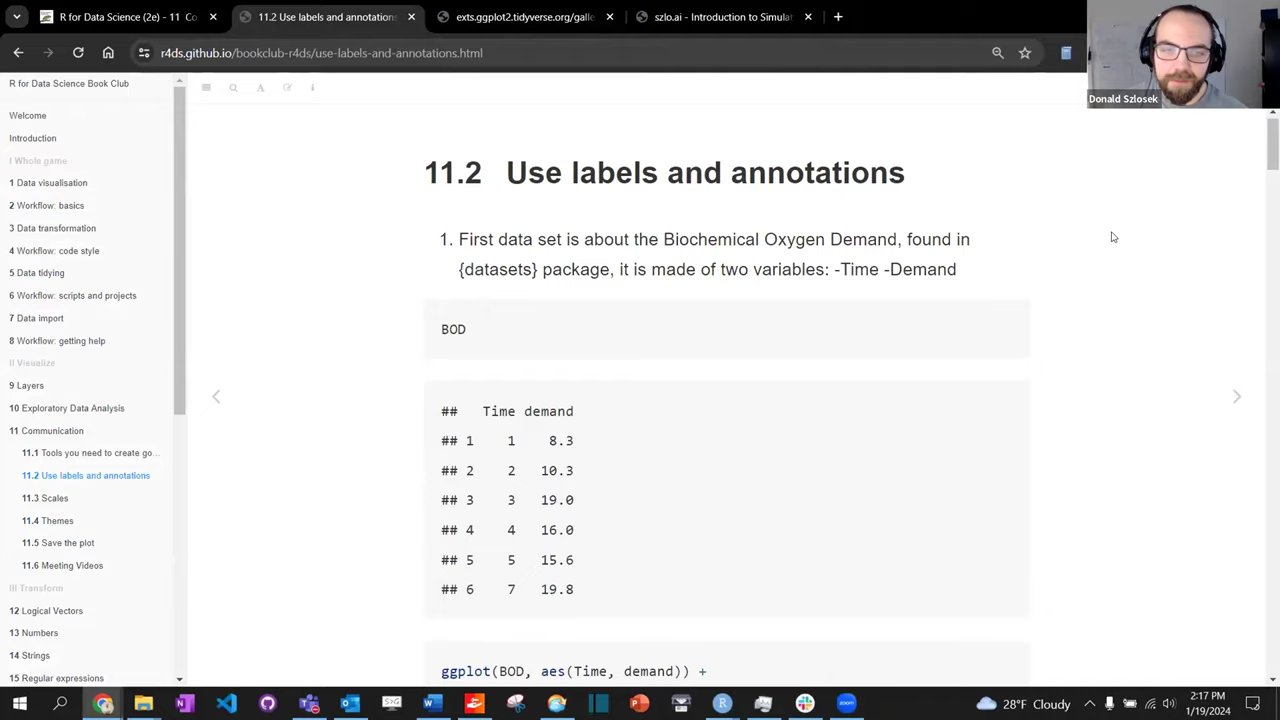 R for Data Science (2e) - 11 Co
11.2 Use labels and annotations
exts.ggplot2.tidyverse.org/galle
szlo.ai - Introduction to Simulat
r4ds.github.io/bookclub-r4ds/use-labels-and-annotations.html
Donald Szlosek
R for Data Science Book Club
Welcome
Introduction
I Whole game
1 Data visualisation
2 Workflow: basics
3 Data transformation
4 Workflow: code style
5 Data tidying
6 Workflow: scripts and projects
7 Data import
8 Workflow: getting help
II Visualize
9 Layers
10 Exploratory Data Analysis
11 Communication
11.1 Tools you need to create go...
11.2 Use labels and annotations
11.3 Scales
11.4 Themes
11.5 Save the plot
11.6 Meeting Videos
III Transform
12 Logical Vectors
13 Numbers
14 Strings
15 Regular expressions
11.2 Use labels and annotations
1. First data set is about the Biochemical Oxygen Demand, found in
{datasets} package, it is made of two variables: -Time -Demand
BOD
## Time demand
## 1 1 8.3
## 2 2 10.3
## 3 3 19.0
## 4 4 16.0
## 5 5 15.6
## 6 7 19.8
ggplot(BOD, aes(Time, demand)) +
28°F Cloudy
2:17 PM
1/19/2024